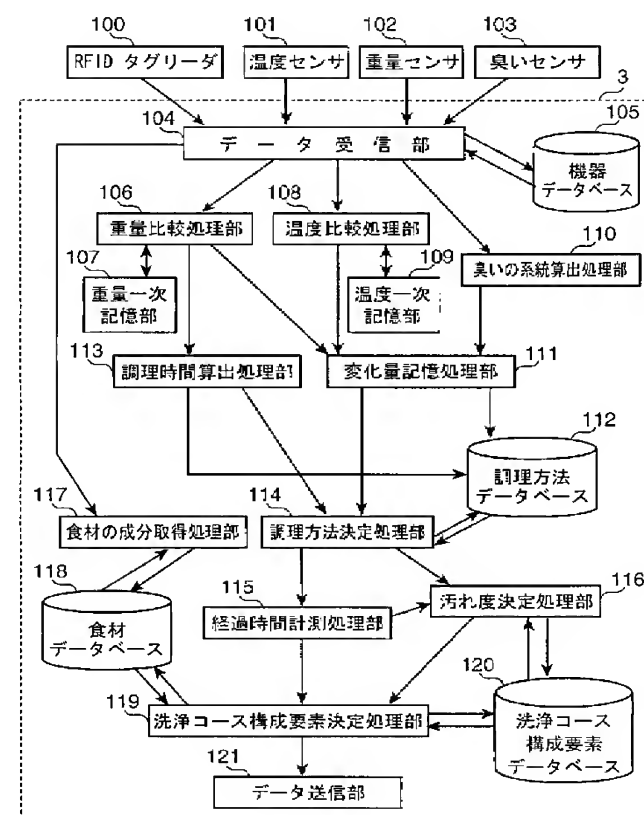 100
101
102
103
RFID タグリーダ
温度センサ
重量センサ
臭いセンサ
3
104
105
データ受信部
機器
データベース
106
108
110
重量比較処理部
温度比較処理部
臭いの系統算出処理部
107
109
重量一次
記憶部
温度一次
記憶部
113
111
調理時間算出処理部
変化量記憶処理部
112
調理方法
データベース
117
114
食材の成分取得処理部
調理方法決定処理部
118
115
116
食材
データベース
経過時間計測処理部
汚れ度決定処理部
120
119
洗浄コース構成要素決定処理部
洗浄コース
構成要素
データベース
121
データ送信部